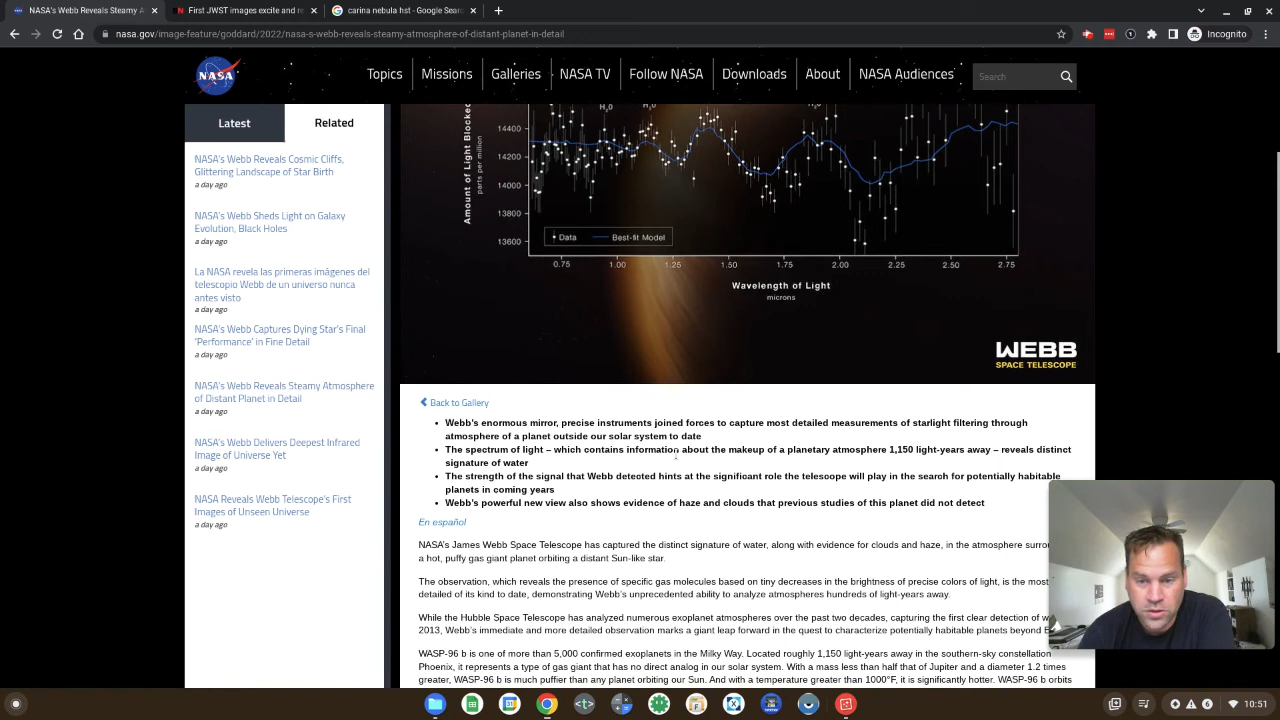 NASA's Webb Reveals Steamy A
First JWST images excite and re
carina nebula hst - Google Searc
nasa.gov/image-feature/goddard/2022/nasa-s-webb-reveals-steamy-atmosphere-of-distant-planet-in-detail
Incognito
NASA
Topics
Missions
Galleries
NASA TV
Follow NASA
Downloads
About
NASA Audiences
Search
Latest
Related
NASA's Webb Reveals Cosmic Cliffs,
Glittering Landscape of Star Birth
a day ago
NASA's Webb Sheds Light on Galaxy
Evolution, Black Holes
a day ago
La NASA revela las primeras imágenes del
telescopio Webb de un universo nunca
antes visto
a day ago
NASA's Webb Captures Dying Star's Final
'Performance' in Fine Detail
a day ago
NASA's Webb Reveals Steamy Atmosphere
of Distant Planet in Detail
a day ago
NASA's Webb Delivers Deepest Infrared
Image of Universe Yet
a day ago
NASA Reveals Webb Telescope's First
Images of Unseen Universe
a day ago
Amount of Light Blocked
parts per million
14400
14200
14000
13800
13600
Data
Best-fit Model
0.75 1.00 1.25 1.50 1.75 2.00 2.25 2.50 2.75
Wavelength of Light
microns
WEBB
SPACE TELESCOPE
Back to Gallery
• Webb's enormous mirror, precise instruments joined forces to capture most detailed measurements of starlight filtering through
atmosphere of a planet outside our solar system to date
• The spectrum of light – which contains information about the makeup of a planetary atmosphere 1,150 light-years away – reveals distinct
signature of water
• The strength of the signal that Webb detected hints at the significant role the telescope will play in the search for potentially habitable
planets in coming years
• Webb's powerful new view also shows evidence of haze and clouds that previous studies of this planet did not detect
En español
NASA's James Webb Space Telescope has captured the distinct signature of water, along with evidence for clouds and haze, in the atmosphere surrou
a hot, puffy gas giant planet orbiting a distant Sun-like star.
The observation, which reveals the presence of specific gas molecules based on tiny decreases in the brightness of precise colors of light, is the most
detailed of its kind to date, demonstrating Webb's unprecedented ability to analyze atmospheres hundreds of light-years away.
While the Hubble Space Telescope has analyzed numerous exoplanet atmospheres over the past two decades, capturing the first clear detection of w
2013, Webb's immediate and more detailed observation marks a giant leap forward in the quest to characterize potentially habitable planets beyond E
WASP-96 b is one of more than 5,000 confirmed exoplanets in the Milky Way. Located roughly 1,150 light-years away in the southern-sky constellation
Phoenix, it represents a type of gas giant that has no direct analog in our solar system. With a mass less than half that of Jupiter and a diameter 1.2 times
greater, WASP-96 b is much puffier than any planet orbiting our Sun. And with a temperature greater than 1000°F, it is significantly hotter. WASP-96 b orbits
10:51